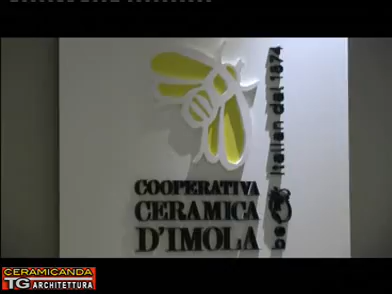 COOPERATIVA
CERAMICA
D'IMOLA
be italian dal 1874
CERAMICANDA
TG ARCHITETTURA